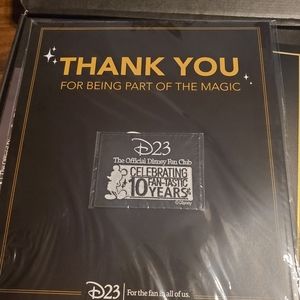 THANK YOU
FOR BEING PART OF THE MAGIC
D23
The Official Disney Fan Club
CELEBRATING
FAN-TASTIC
10 YEARS
©Disney
D23 For the fan in all of us.